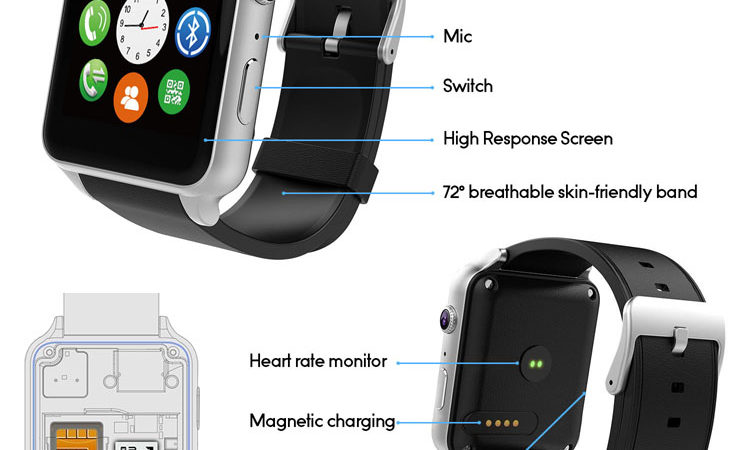 Mic
Switch
High Response Screen
72° breathable skin-friendly band
Heart rate monitor
Magnetic charging